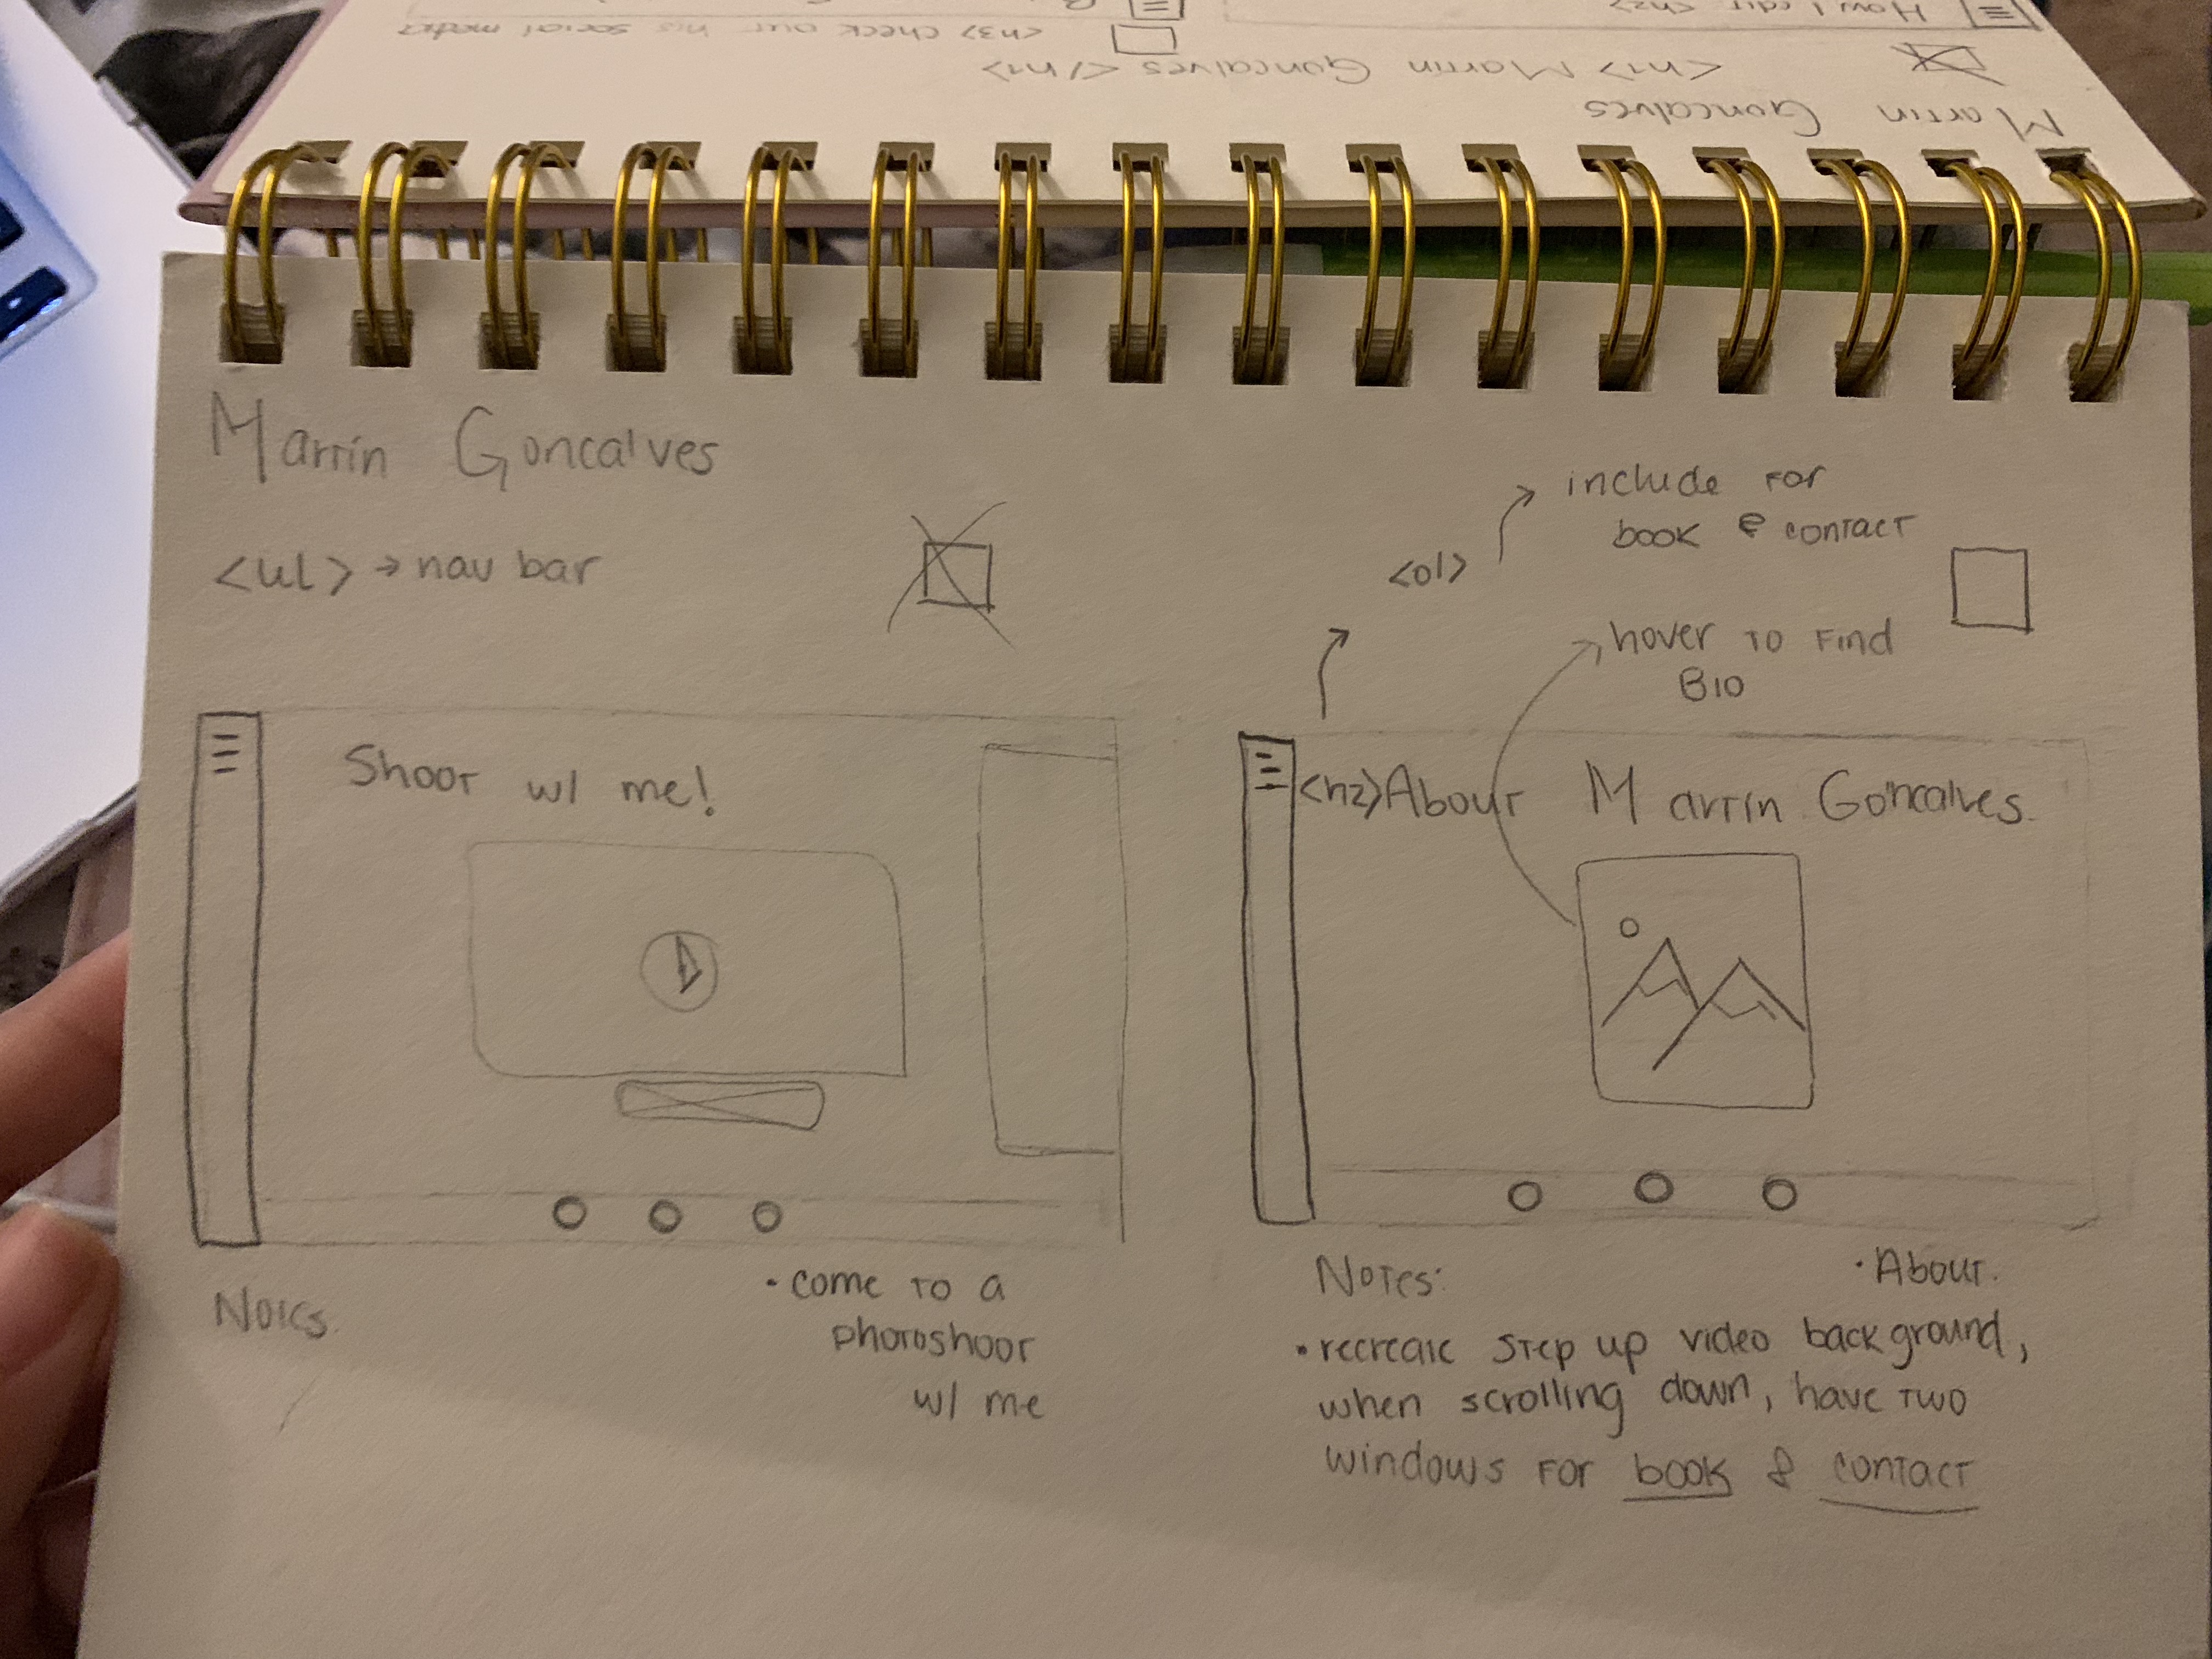 Martin Goncalves
<ul> → nav bar
Shoot w/ me!
Notes:
• come to a
photoshoot
w/ me
<ol>
include for
book & contact
hover to find
Bio
<h2>About Martin Goncalves.
Notes:
• About.
• recreate step up video background,
when scrolling down, have two
windows for book & contact
Martin Goncalves
<h1> Martin Goncalves </h1>
<h3> check out his social media?
How I edit <h2>